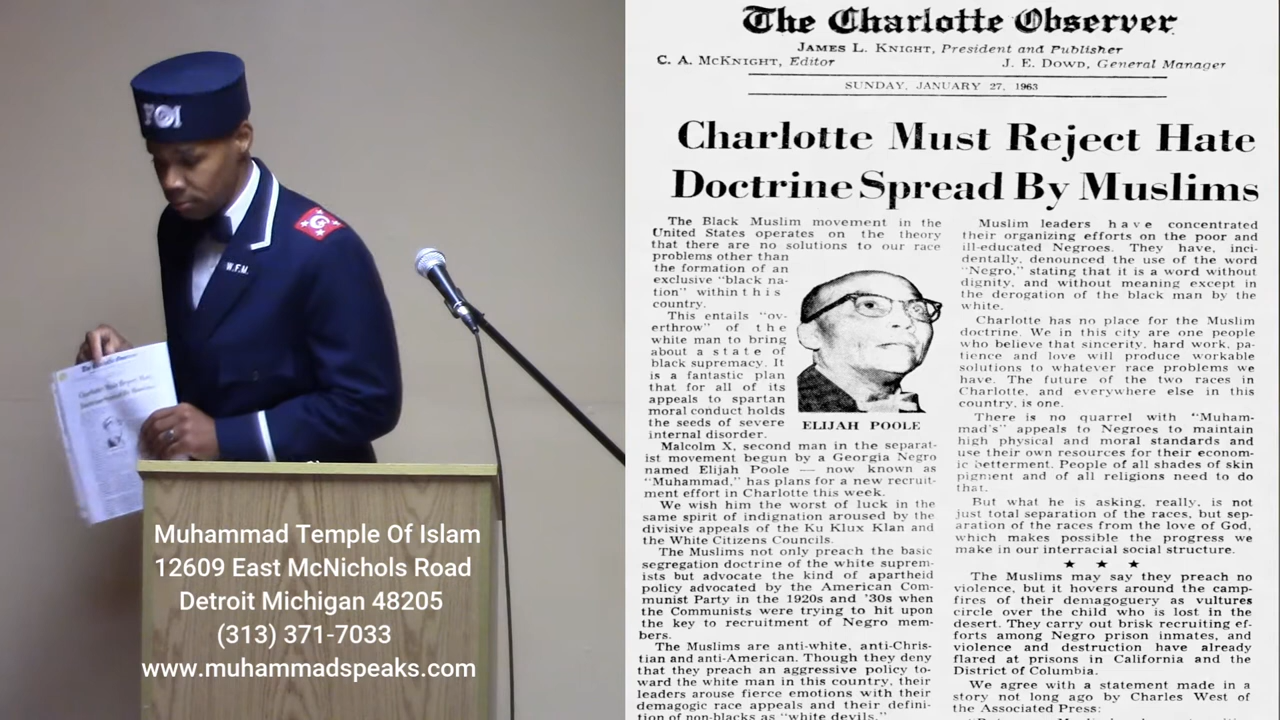 FOI
W.F.M.
Muhammad Temple Of Islam
12609 East McNichols Road
Detroit Michigan 48205
(313) 371-7033
www.muhammadspeaks.com
The Charlotte Observer
JAMES L. KNIGHT, President and Publisher
C. A. MCKNIGHT, Editor J. E. DOWD, General Manager
SUNDAY, JANUARY 27, 1963
Charlotte Must Reject Hate
Doctrine Spread By Muslims
The Black Muslim movement in the
United States operates on the theory
that there are no solutions to our race
problems other than
the formation of an
exclusive "black na-
tion" within this
country.
This entails "ov-
erthrow" of the
white man to bring
about a state of
black supremacy. It
is a fantastic plan
that for all of its
appeals to spartan
moral conduct holds
the seeds of severe
internal disorder.
ELIJAH POOLE
Malcolm X, second man in the separat-
ist movement begun by a Georgia Negro
named Elijah Poole — now known as
"Muhammad," has plans for a new recruit-
ment effort in Charlotte this week.
We wish him the worst of luck in the
same spirit of indignation aroused by the
divisive appeals of the Ku Klux Klan and
the White Citizens Councils.
The Muslims not only preach the basic
segregation doctrine of the white suprem-
ists but advocate the kind of apartheid
policy advocated by the American Com-
munist Party in the 1920s and '30s when
the Communists were trying to hit upon
the key to recruitment of Negro mem-
bers.
The Muslims are anti-white, anti-Chris-
tian and anti-American. Though they deny
that they preach an aggressive policy to-
ward the white man in this country, their
leaders arouse fierce emotions with their
demagogic race appeals and their defini-
tion of non-blacks as "white devils."
Muslim leaders have concentrated
their organizing efforts on the poor and
ill-educated Negroes. They have, inci-
dentally, denounced the use of the word
"Negro," stating that it is a word without
dignity, and without meaning except in
the derogation of the black man by the
white.
Charlotte has no place for the Muslim
doctrine. We in this city are one people
who believe that sincerity, hard work, pa-
tience and love will produce workable
solutions to whatever race problems we
have. The future of the two races in
Charlotte, and everywhere else in this
country, is one.
There is no quarrel with "Muham-
mad's" appeals to Negroes to maintain
high physical and moral standards and
use their own resources for their econom-
ic betterment. People of all shades of skin
pigment and of all religions need to do
that.
But what he is asking, really, is not
just total separation of the races, but sep-
aration of the races from the love of God,
which makes possible the progress we
make in our interracial social structure.
★ ★ ★
The Muslims may say they preach no
violence, but it hovers around the camp-
fires of their demagoguery as vultures
circle over the child who is lost in the
desert. They carry out brisk recruiting ef-
forts among Negro prison inmates, and
violence and destruction have already
flared at prisons in California and the
District of Columbia.
We agree with a statement made in a
story not long ago by Charles West of
the Associated Press: